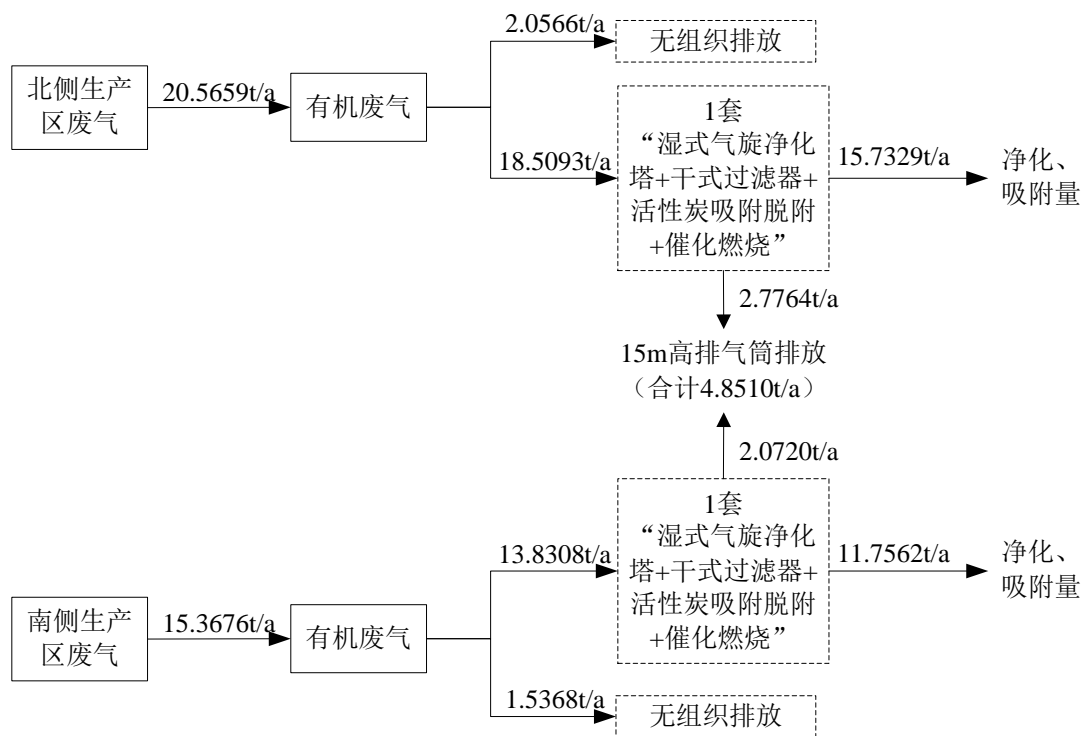 2.0566t/a
无组织排放
北侧生产
区废气
20.5659t/a
有机废气
18.5093t/a
1套
“湿式气旋净化
塔+干式过滤器+
活性炭吸附脱附
+催化燃烧”
15.7329t/a
净化、
吸附量
2.7764t/a
15m高排气筒排放
（合计4.8510t/a）
2.0720t/a
南侧生产
区废气
15.3676t/a
有机废气
13.8308t/a
1套
“湿式气旋净化
塔+干式过滤器+
活性炭吸附脱附
+催化燃烧”
11.7562t/a
净化、
吸附量
1.5368t/a
无组织排放